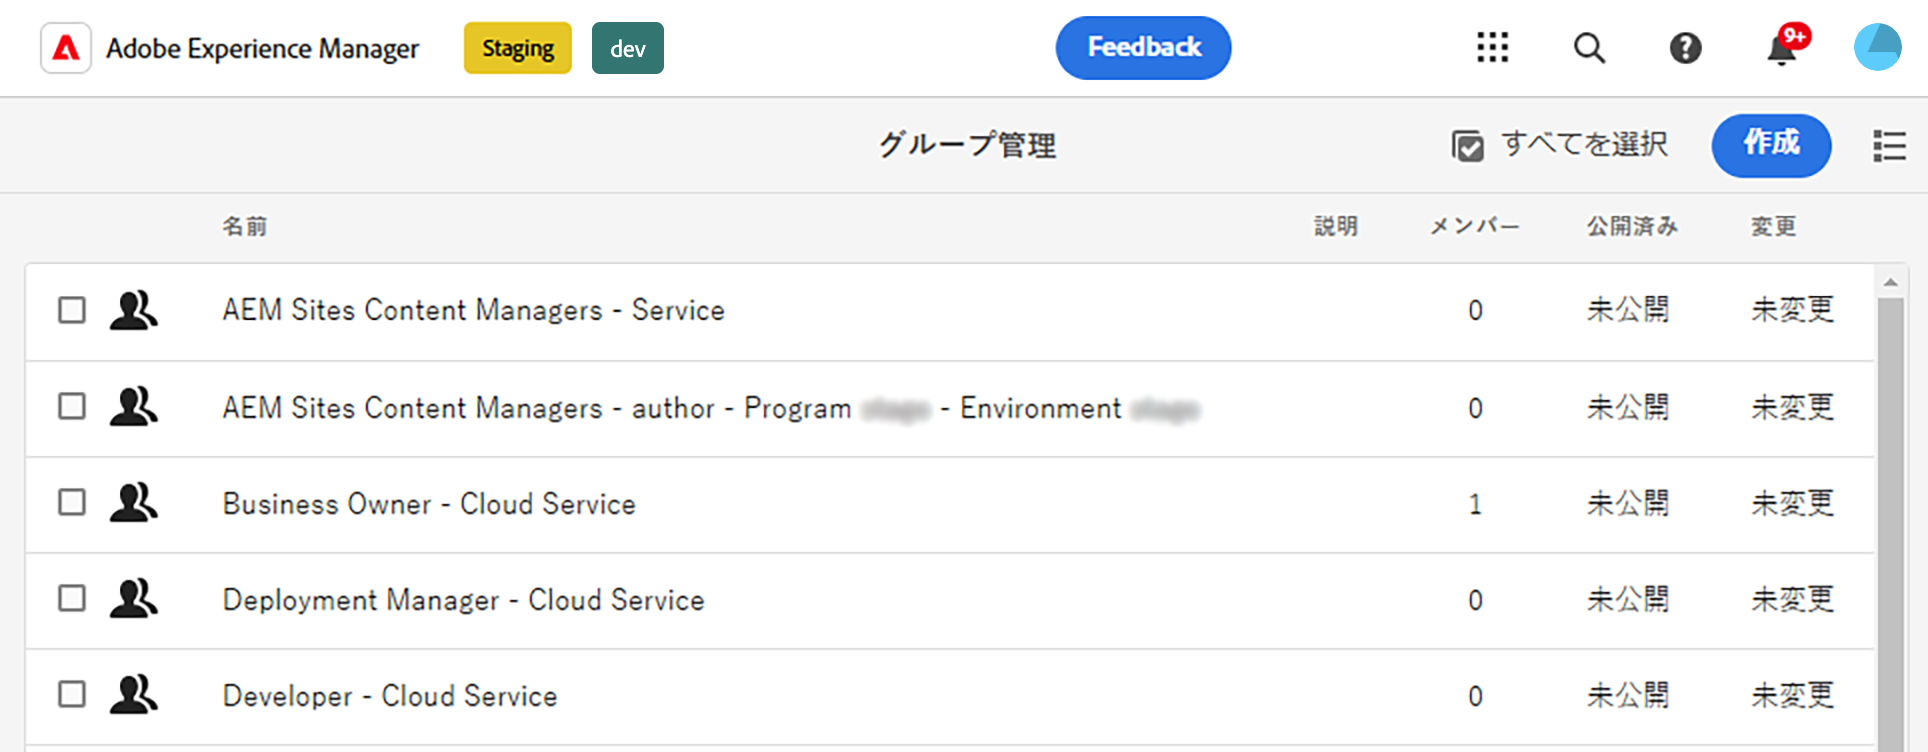 Adobe Experience Manager Staging dev Feedback 9+
グループ管理 すべてを選択 作成
名前 説明 メンバー 公開済み 変更
AEM Sites Content Managers - Service 0 未公開 未変更
AEM Sites Content Managers - author - Program - Environment 0 未公開 未変更
Business Owner - Cloud Service 1 未公開 未変更
Deployment Manager - Cloud Service 0 未公開 未変更
Developer - Cloud Service 0 未公開 未変更